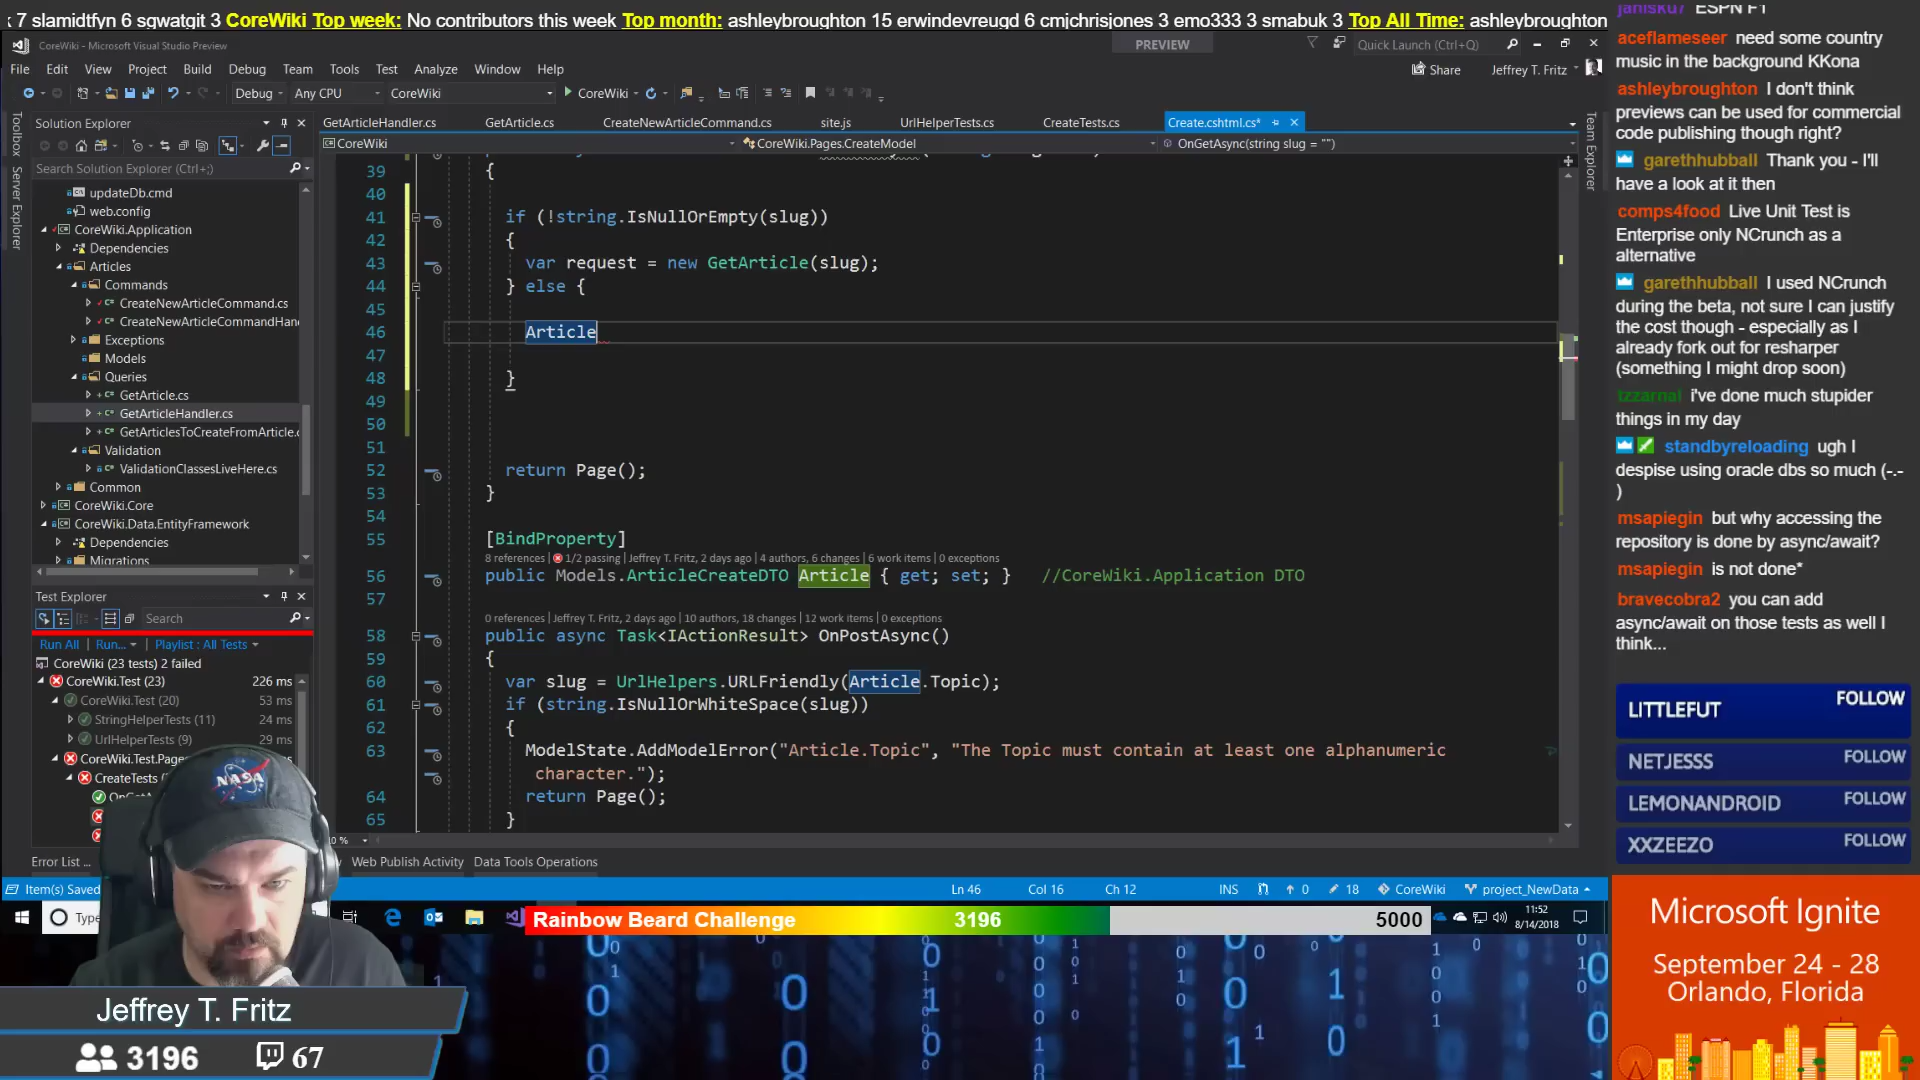 k 7 slamidtfyn 6 sgwatgit 3 CoreWiki Top week: No contributors this week Top month: ashleybroughton 15 erwindevreugd 6 cmjchrisjones 3 emo333 3 smabuk 3 Top All Time: ashleybroughton
CoreWiki - Microsoft Visual Studio Preview
PREVIEW
Quick Launch (Ctrl+Q)
File Edit View Project Build Debug Team Tools Test Analyze Window Help
Share Jeffrey T. Fritz
Debug Any CPU CoreWiki CoreWiki
Toolbox
Server Explorer
Solution Explorer
Search Solution Explorer (Ctrl+;)
updateDb.cmd
web.config
CoreWiki.Application
Dependencies
Articles
Commands
CreateNewArticleCommand.cs
CreateNewArticleCommandHan
Exceptions
Models
Queries
GetArticle.cs
GetArticleHandler.cs
GetArticlesToCreateFromArticle.c
Validation
ValidationClassesLiveHere.cs
Common
CoreWiki.Core
CoreWiki.Data.EntityFramework
Dependencies
Migrations
Test Explorer
Search
Run All Run... Playlist : All Tests
CoreWiki (23 tests) 2 failed
CoreWiki.Test (23) 226 ms
CoreWiki.Test (20) 53 ms
StringHelperTests (11) 24 ms
UrlHelperTests (9) 29 ms
CoreWiki.Test.Page
CreateTests
GetArticleHandler.cs GetArticle.cs CreateNewArticleCommand.cs site.js UrlHelperTests.cs CreateTests.cs Create.cshtml.cs*
CoreWiki CoreWiki.Pages.CreateModel OnGetAsync(string slug = "")
39 {
40
41 if (!string.IsNullOrEmpty(slug))
42 {
43 var request = new GetArticle(slug);
44 } else {
45
46 Article
47
48 }
49
50
51
52 return Page();
53 }
54
55 [BindProperty]
8 references | 1/2 passing | Jeffrey T. Fritz, 2 days ago | 4 authors, 6 changes | 6 work items | 0 exceptions
56 public Models.ArticleCreateDTO Article { get; set; } //CoreWiki.Application DTO
57
0 references | Jeffrey T. Fritz, 2 days ago | 10 authors, 18 changes | 12 work items | 0 exceptions
58 public async Task<IActionResult> OnPostAsync()
59 {
60 var slug = UrlHelpers.URLFriendly(Article.Topic);
61 if (string.IsNullOrWhiteSpace(slug))
62 {
63 ModelState.AddModelError("Article.Topic", "The Topic must contain at least one alphanumeric
character.");
64 return Page();
65 }
Team Explorer
Error List ... Web Publish Activity Data Tools Operations
Item(s) Saved Ln 46 Col 16 Ch 12 INS 0 18 CoreWiki project_NewData
Type
Rainbow Beard Challenge 3196 5000
11:52
8/14/2018
NASA
Jeffrey T. Fritz
3196 67
janisku7 ESPN F1
aceflameseer need some country
music in the background KKona
ashleybroughton I don't think
previews can be used for commercial
code publishing though right?
garethhubball Thank you - I'll
have a look at it then
comps4food Live Unit Test is
Enterprise only NCrunch as a
alternative
garethhubball I used NCrunch
during the beta, not sure I can justify
the cost though - especially as I
already fork out for resharper
(something I might drop soon)
tzzarnal i've done much stupider
things in my day
standbyreloading ugh I
despise using oracle dbs so much (-.-
)
msapiegin but why accessing the
repository is done by async/await?
msapiegin is not done*
bravecobra2 you can add
async/await on those tests as well I
think...
LITTLEFUT FOLLOW
NETJESSS FOLLOW
LEMONANDROID FOLLOW
XXZEEZO FOLLOW
Microsoft Ignite
September 24 - 28
Orlando, Florida